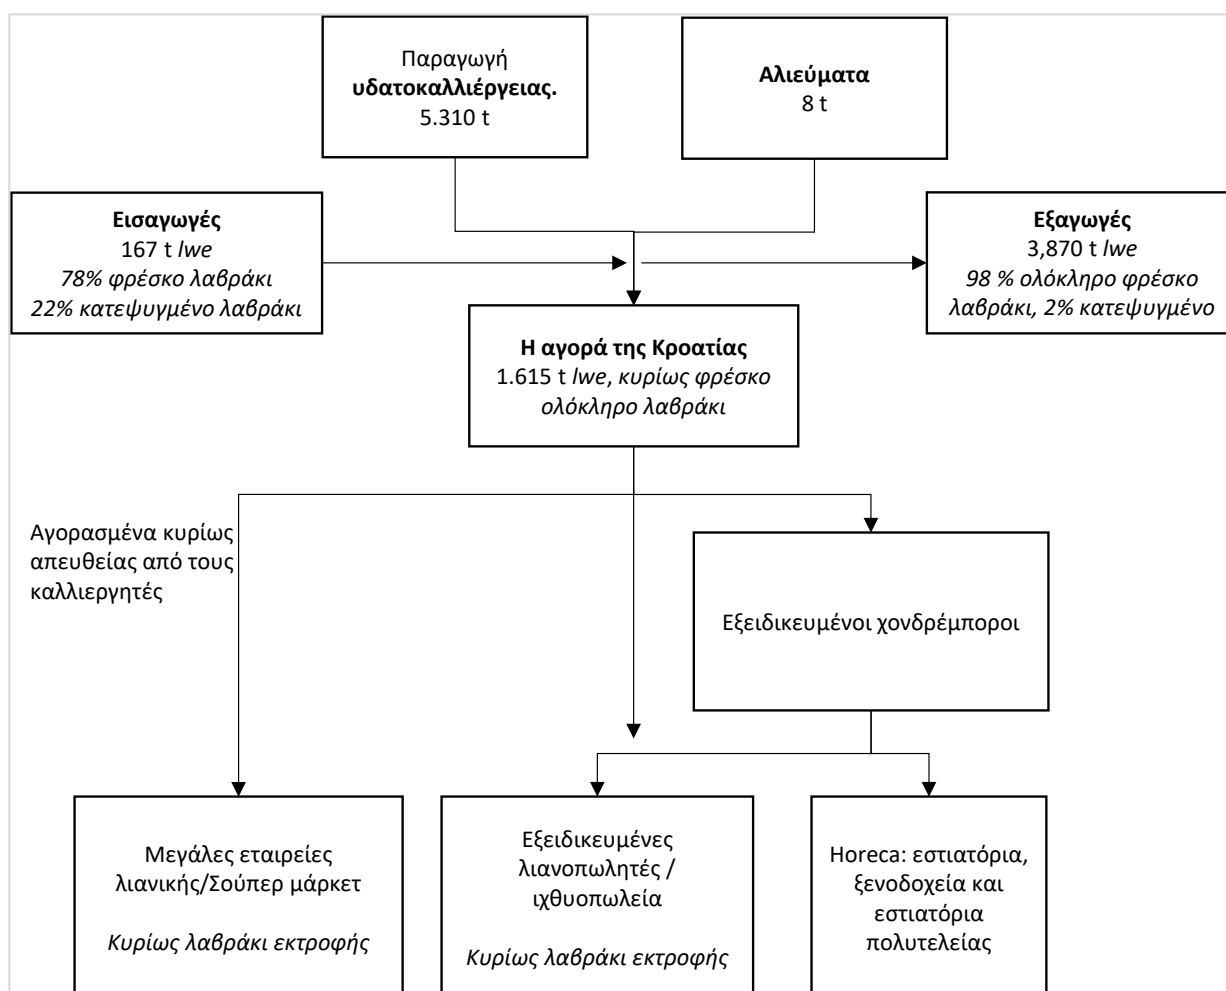 Παραγωγή
υδατοκαλλιέργειας.
5.310 t
Αλιεύματα
8 t
Εισαγωγές
167 t lwe
78% φρέσκο λαβράκι
22% κατεψυγμένο λαβράκι
Εξαγωγές
3,870 t lwe
98 % ολόκληρο φρέσκο
λαβράκι, 2% κατεψυγμένο
Η αγορά της Κροατίας
1.615 t lwe, κυρίως φρέσκο
ολόκληρο λαβράκι
Αγορασμένα κυρίως
απευθείας από τους
καλλιεργητές
Εξειδικευμένοι χονδρέμποροι
Μεγάλες εταιρείες
λιανικής/Σούπερ μάρκετ
Κυρίως λαβράκι εκτροφής
Εξειδικευμένες
λιανοπωλητές /
ιχθυοπωλεία
Κυρίως λαβράκι εκτροφής
Horeca: εστιατόρια,
ξενοδοχεία και
εστιατόρια
πολυτελείας